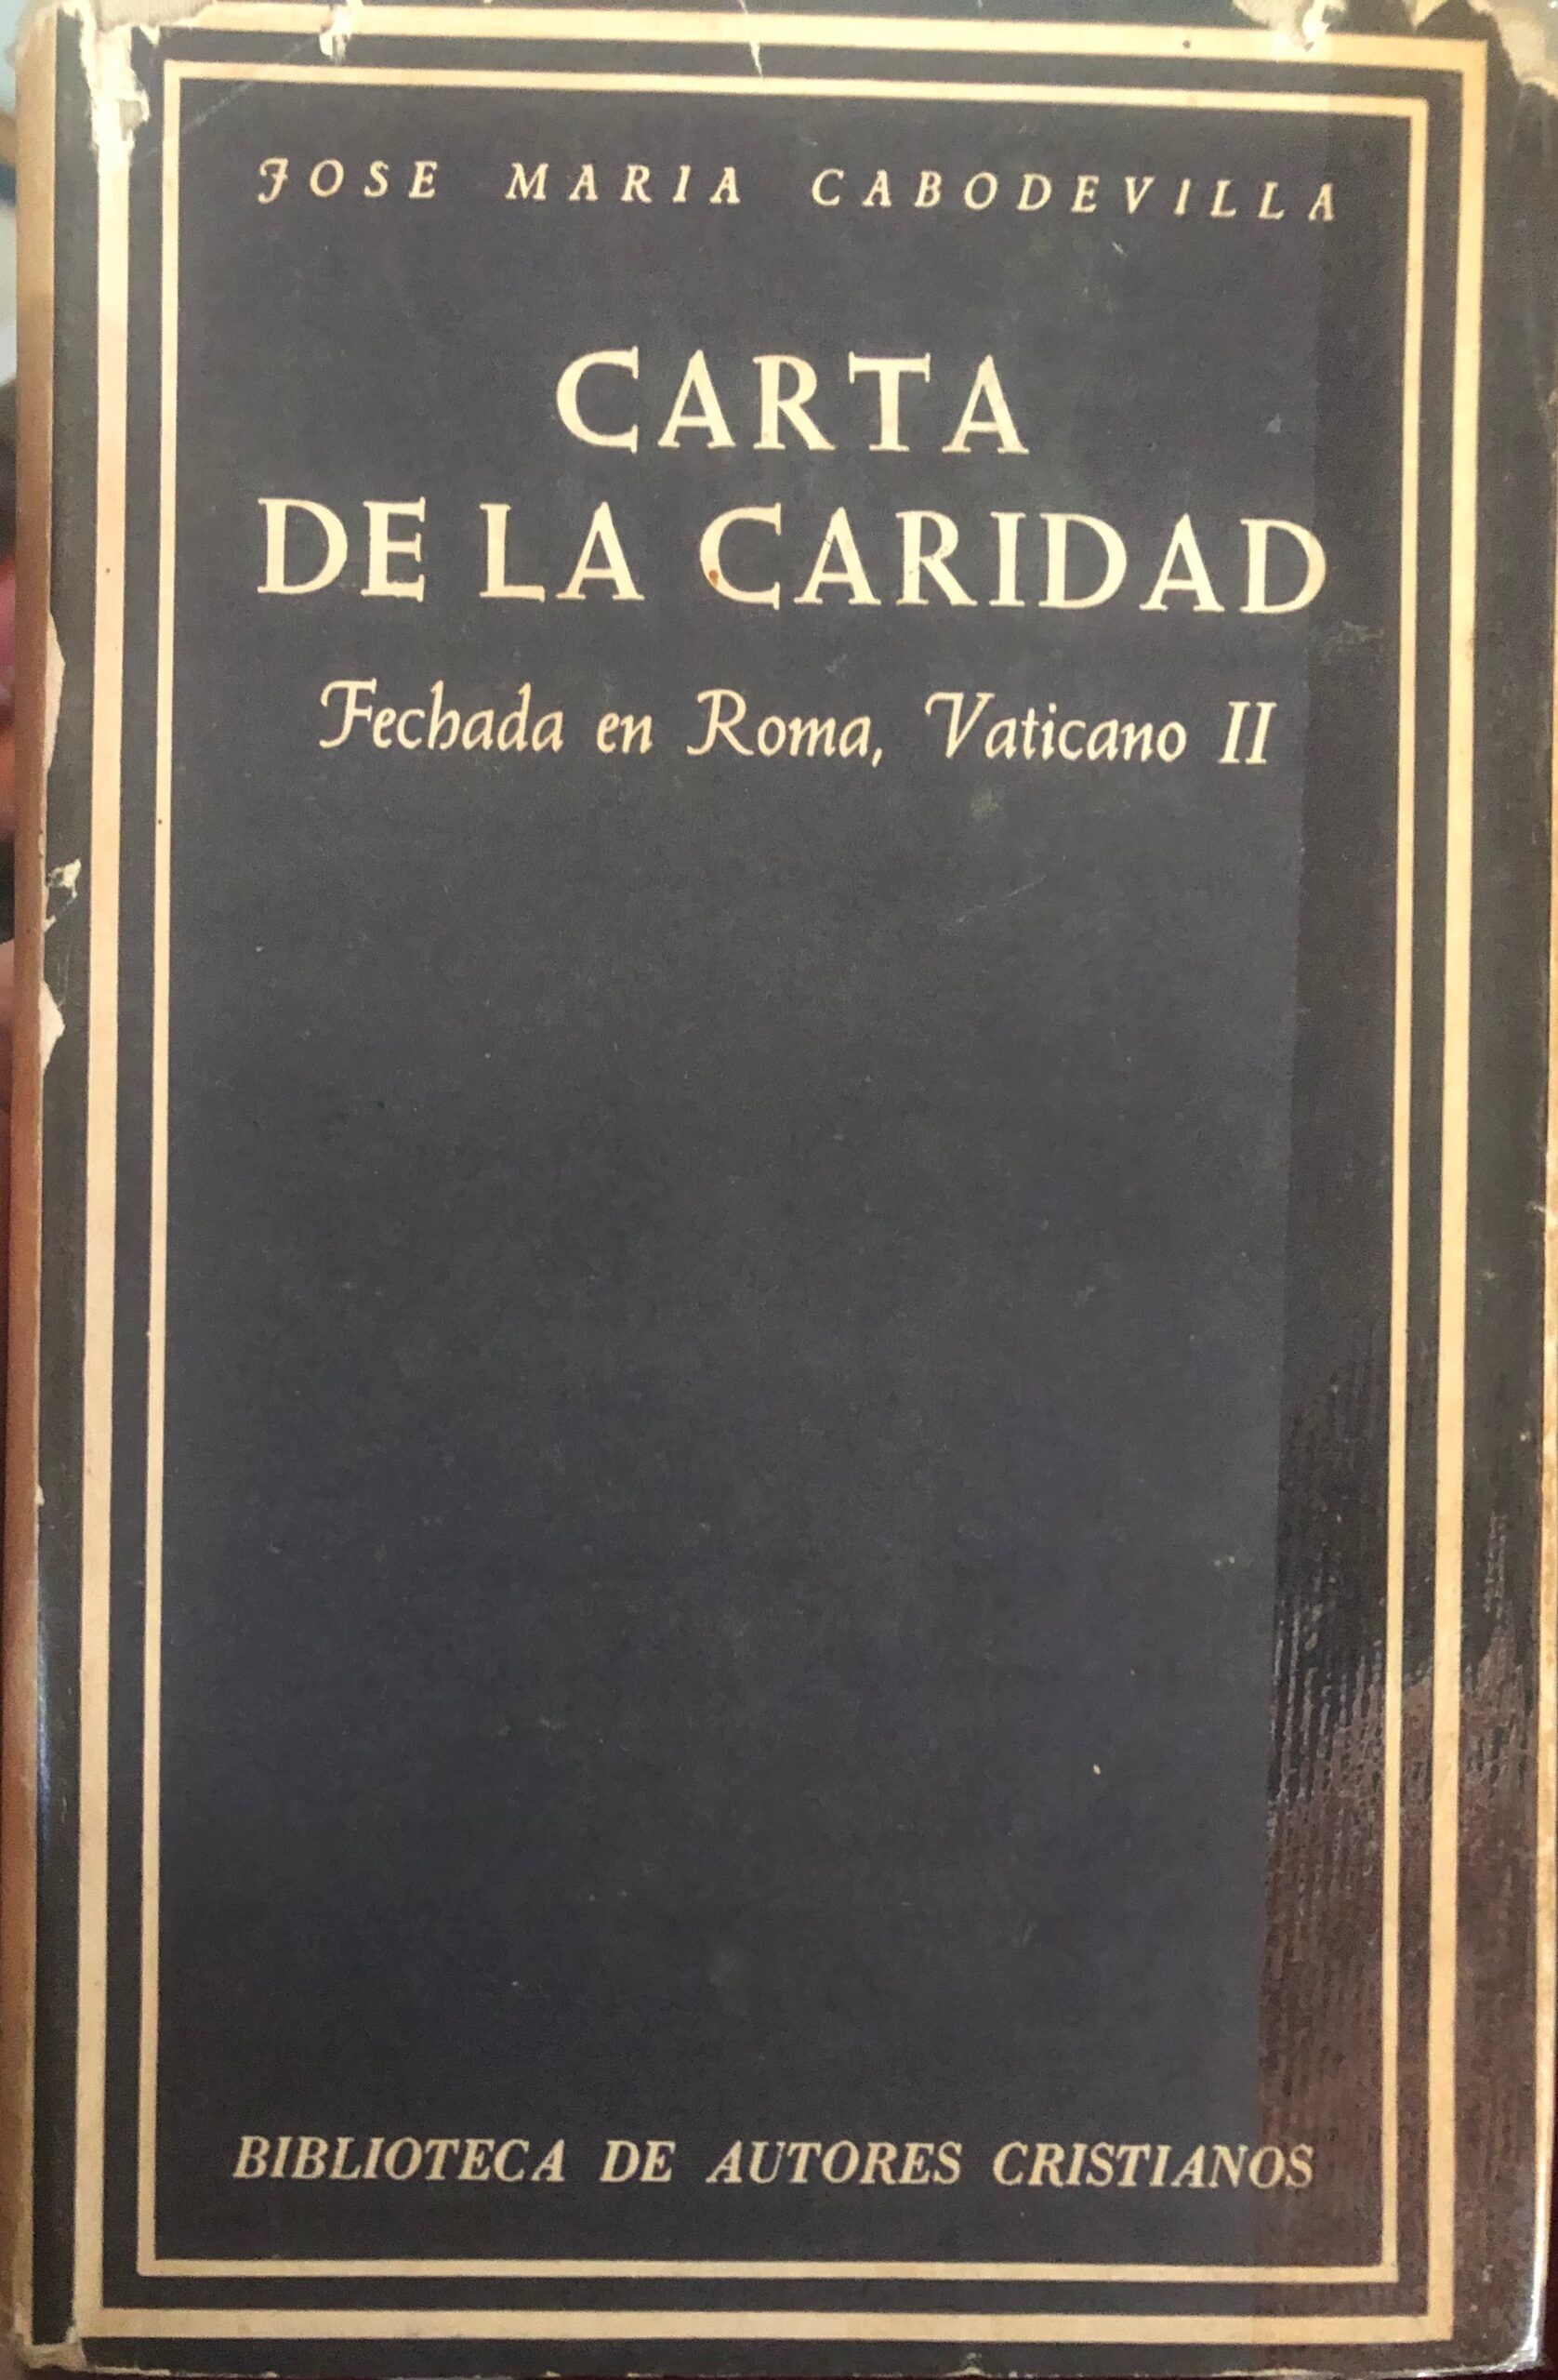 JOSE MARIA CABODEVILLA
CARTA
DE LA CARIDAD
Fechada en Roma, Vaticano II
BIBLIOTECA DE AUTORES CRISTIANOS